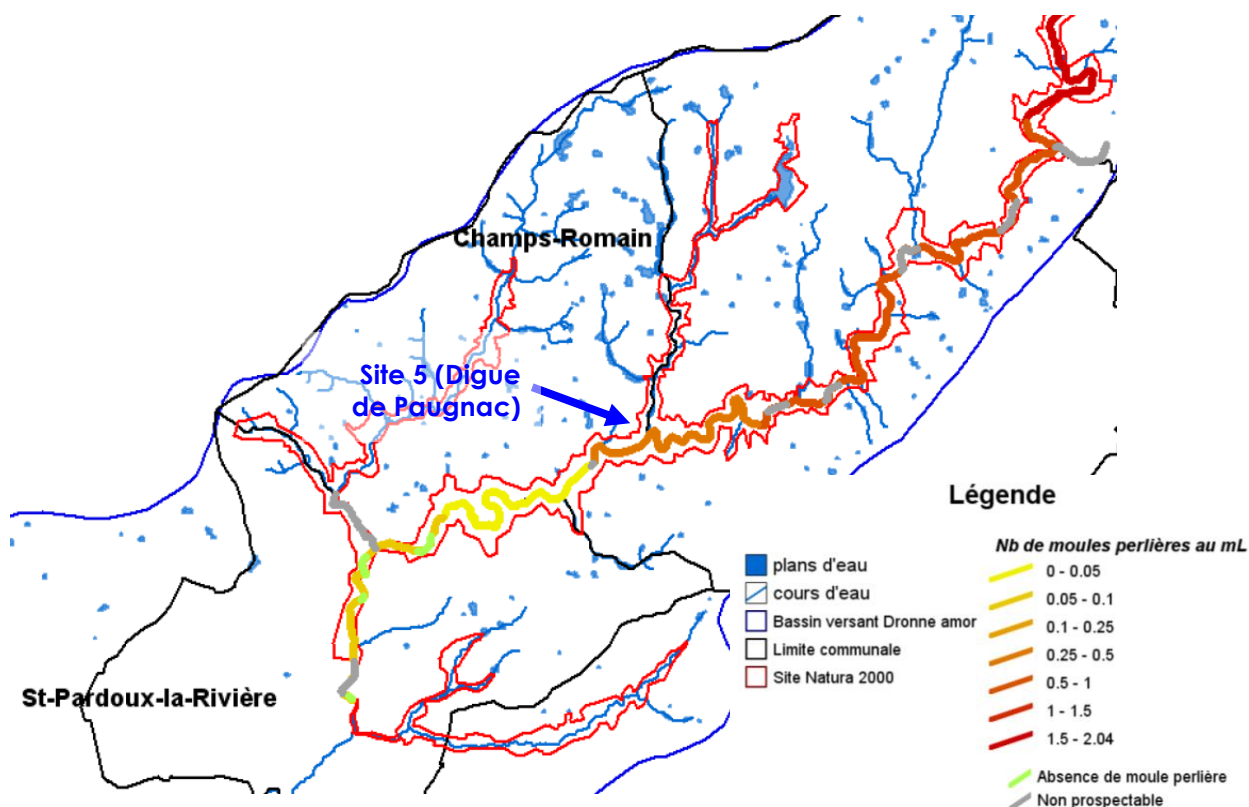 Champs-Romain
Site 5 (Digue
de Paugnac)
St-Pardoux-la-Rivière
Légende
plans d'eau
cours d'eau
Bassin versant Dronne amor
Limite communale
Site Natura 2000
Nb de moules perlières au mL
0 - 0.05
0.05 - 0.1
0.1 - 0.25
0.25 - 0.5
0.5 - 1
1 - 1.5
1.5 - 2.04
Absence de moule perlière
Non prospectable